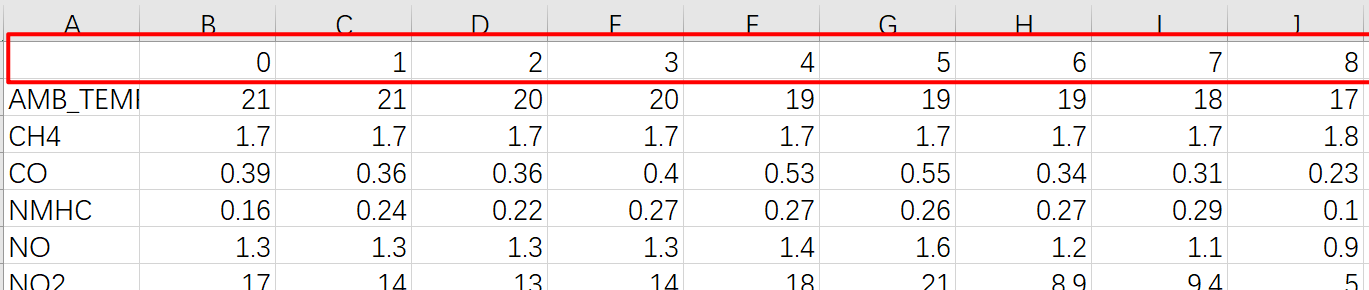 A B C D E F G H I J
0 1 2 3 4 5 6 7 8
AMB_TEMP 21 21 20 20 19 19 19 18 17
CH4 1.7 1.7 1.7 1.7 1.7 1.7 1.7 1.7 1.8
CO 0.39 0.36 0.36 0.4 0.53 0.55 0.34 0.31 0.23
NMHC 0.16 0.24 0.22 0.27 0.27 0.26 0.27 0.29 0.1
NO 1.3 1.3 1.3 1.3 1.4 1.6 1.2 1.1 0.9
NO2 17 14 13 14 18 21 8.9 9.4 5